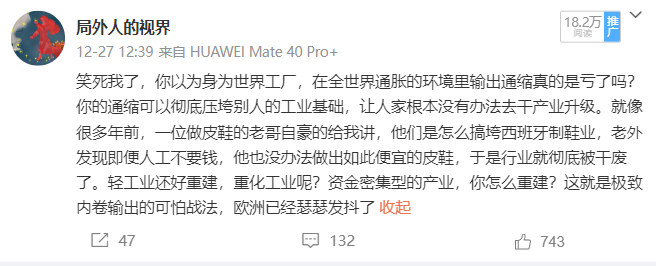 局外人的视界
18.2万
阅读
推广
12-27 12:39 来自 HUAWEI Mate 40 Pro+
笑死我了，你以为身为世界工厂，在全世界通胀的环境里输出通缩真的是亏了吗?
你的通缩可以彻底压垮别人的工业基础，让人家根本没有办法去干产业升级。就像
很多年前，一位做皮鞋的老哥自豪的给我讲，他们是怎么搞垮西班牙制鞋业，老外
发现即便人工不要钱，他也没办法做出如此便宜的皮鞋，于是行业就彻底被干废
了。轻工业还好重建，重化工业呢？资金密集型的产业，你怎么重建？这就是极致
内卷输出的可怕战法，欧洲已经瑟瑟发抖了 收起
47
132
743